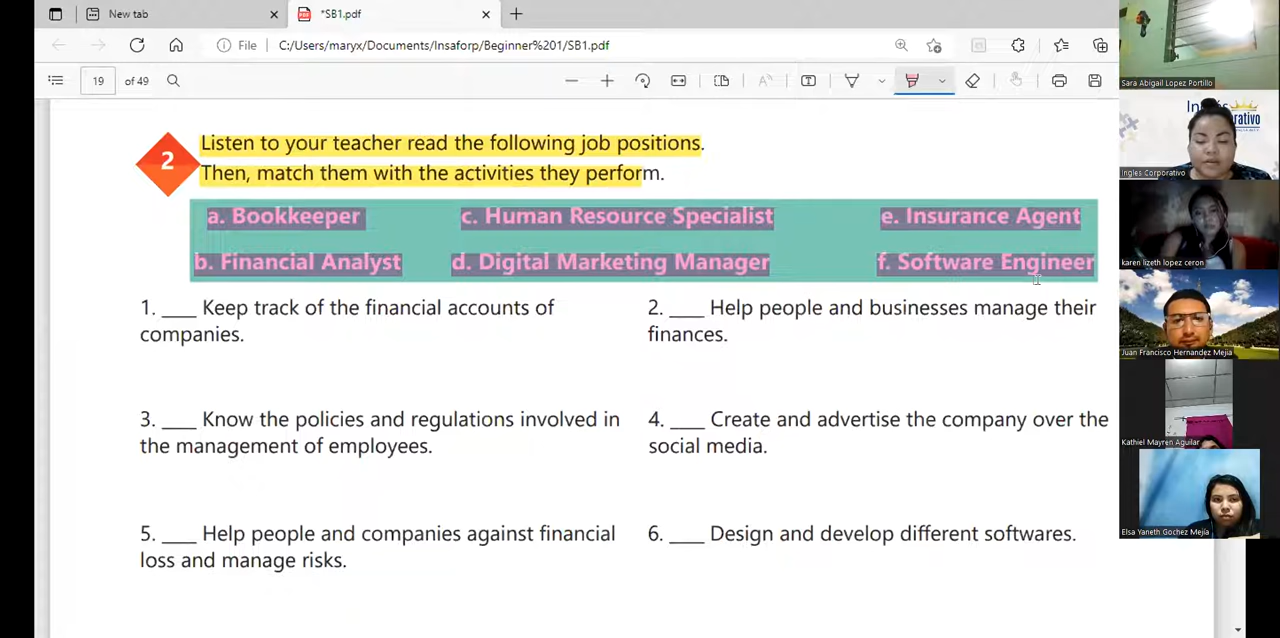 New tab
*SB1.pdf
File C:/Users/maryx/Documents/Insaforp/Beginner%201/SB1.pdf
19 of 49
2
Listen to your teacher read the following job positions.
Then, match them with the activities they perform.
a. Bookkeeper c. Human Resource Specialist e. Insurance Agent
b. Financial Analyst d. Digital Marketing Manager f. Software Engineer
1. ____ Keep track of the financial accounts of
companies.
2. ____ Help people and businesses manage their
finances.
3. ____ Know the policies and regulations involved in
the management of employees.
4. ____ Create and advertise the company over the
social media.
5. ____ Help people and companies against financial
loss and manage risks.
6. ____ Design and develop different softwares.
Sara Abigail Lopez Portillo
Ingles Corporativo
karen lizeth lopez ceron
Juan Francisco Hernandez Mejia
Kathiel Mayren Aguilar
Elsa Yaneth Gochez Mejía